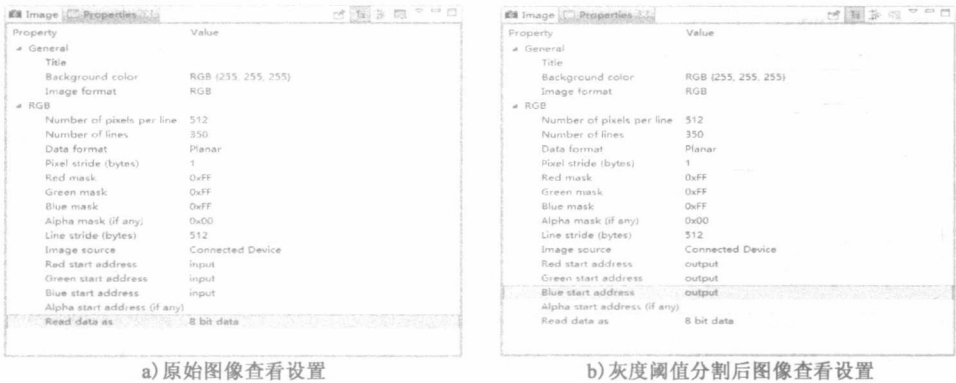 Image Properties
Property Value
General
Title
Background color RGB (255, 255, 255)
Image format RGB
RGB
Number of pixels per line 512
Number of lines 350
Data format Planar
Pixel stride (bytes) 1
Red mask 0xFF
Green mask 0xFF
Blue mask 0xFF
Alpha mask (if any) 0x00
Line stride (bytes) 512
Image source Connected Device
Red start address input
Green start address input
Blue start address input
Alpha start address (if any)
Read data as 8 bit data
a)原始图像查看设置
Image Properties
Property Value
General
Title
Background color RGB (255, 255, 255)
Image format RGB
RGB
Number of pixels per line 512
Number of lines 350
Data format Planar
Pixel stride (bytes) 1
Red mask 0xFF
Green mask 0xFF
Blue mask 0xFF
Alpha mask (if any) 0x00
Line stride (bytes) 512
Image source Connected Device
Red start address output
Green start address output
Blue start address output
Alpha start address (if any)
Read data as 8 bit data
b)灰度阈值分割后图像查看设置